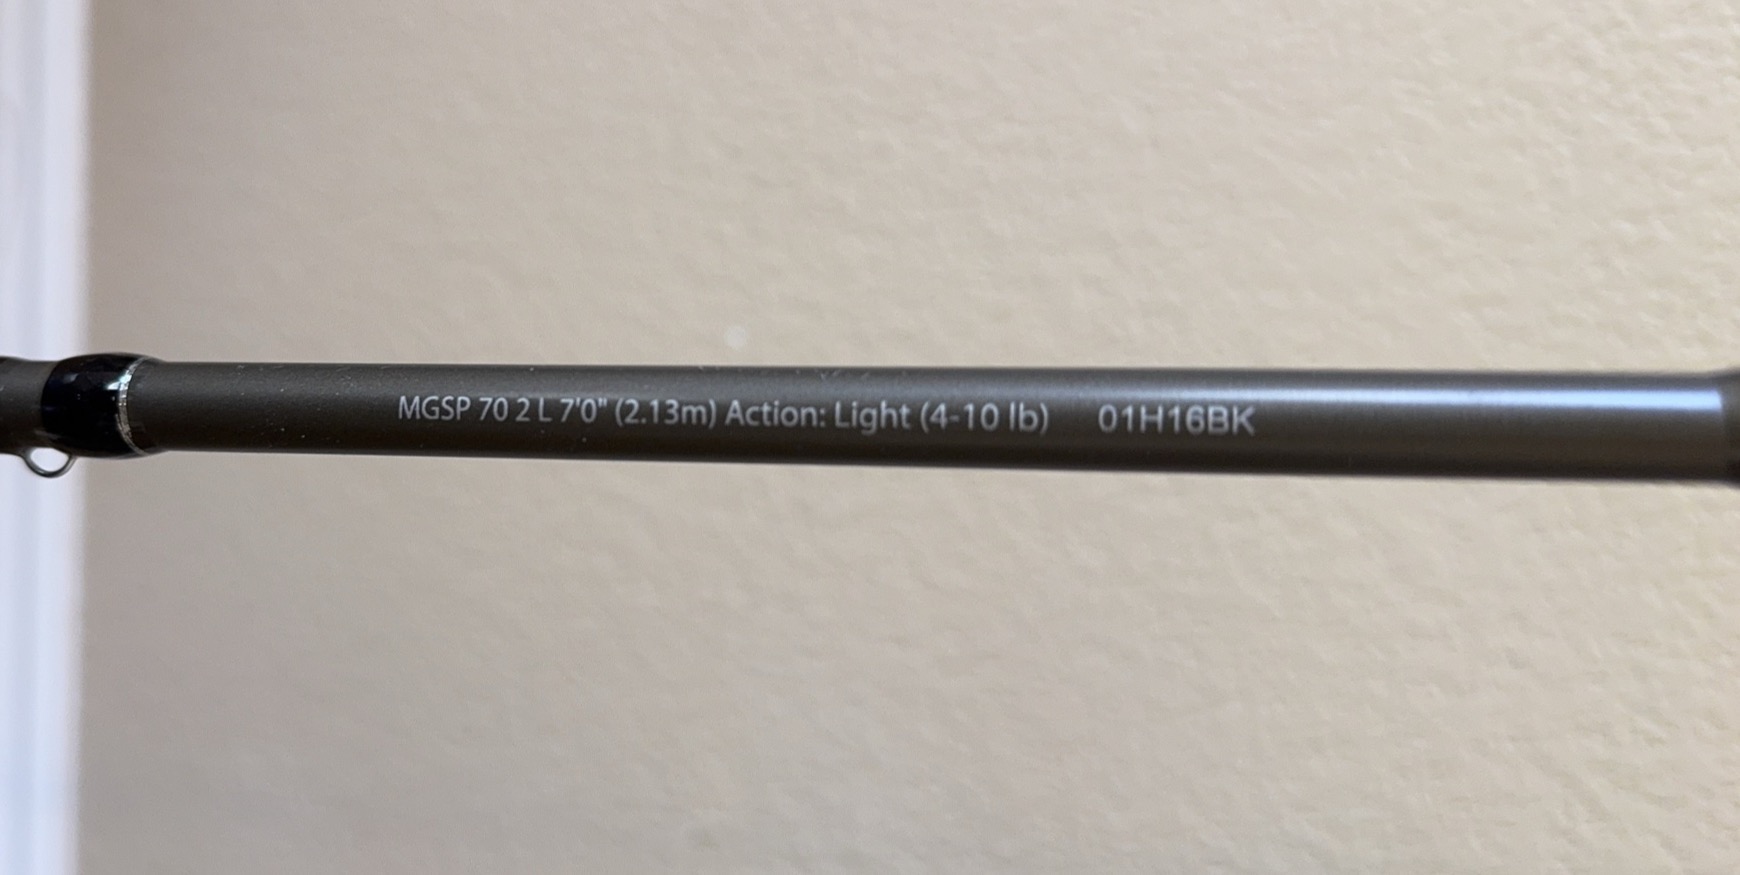 MGSP 70 2 L 7'0" (2.13m) Action: Light (4-10 lb) 01H16BK